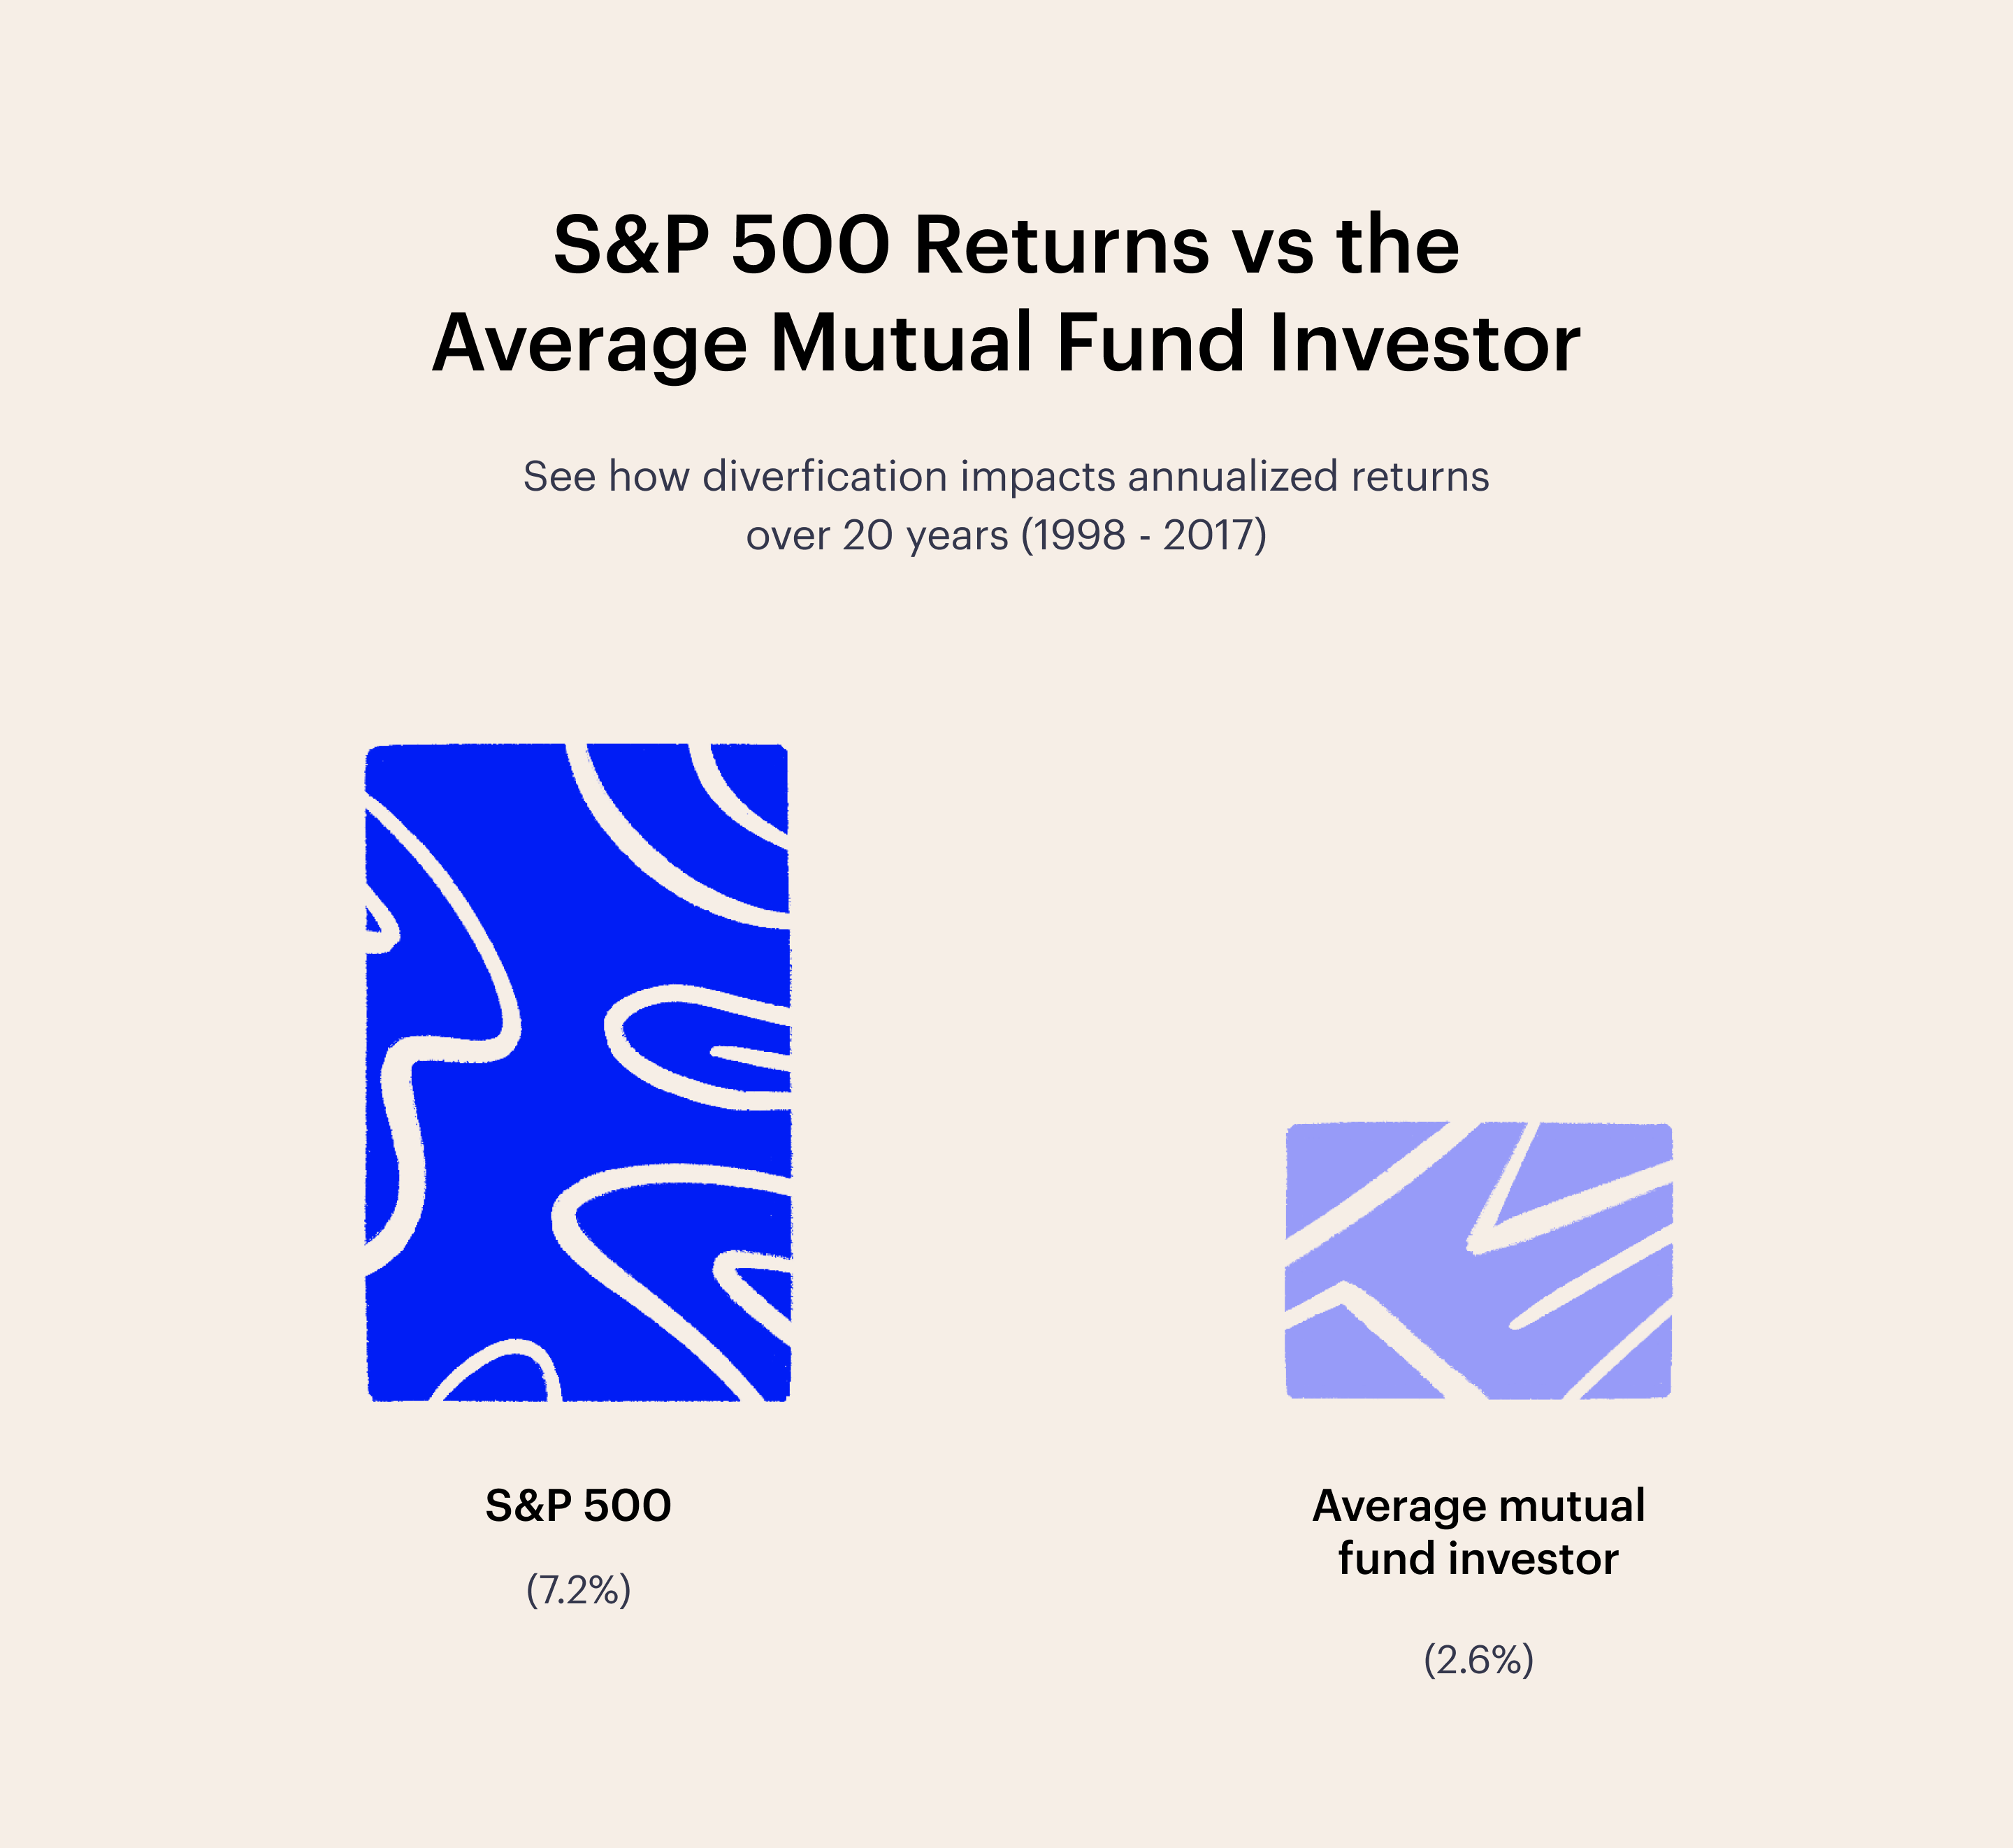 S&P 500 Returns vs the
Average Mutual Fund Investor
See how diverfication impacts annualized returns
over 20 years (1998 - 2017)
S&P 500
(7.2%)
Average mutual
fund investor
(2.6%)